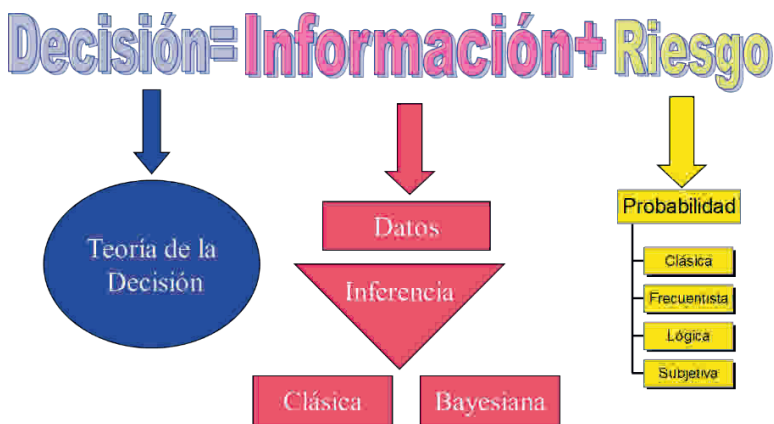 Decisión= Información+ Riesgo
Teoría de la
Decisión
Datos
Inferencia
Clásica
Bayesiana
Probabilidad
Clásica
Frecuentista
Lógica
Subjetiva